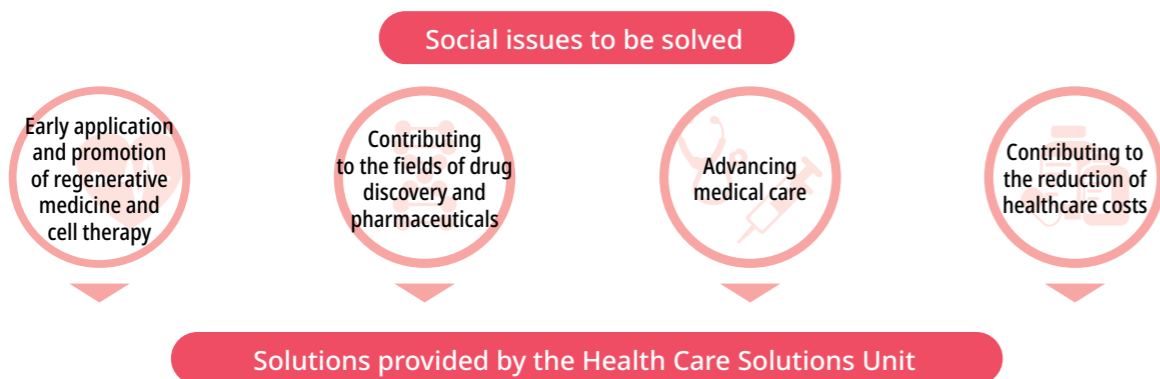 Social issues to be solved
Early application
and promotion
of regenerative
medicine and
cell therapy
Contributing
to the fields of drug
discovery and
pharmaceuticals
Advancing
medical care
Contributing to
the reduction of
healthcare costs
Solutions provided by the Health Care Solutions Unit